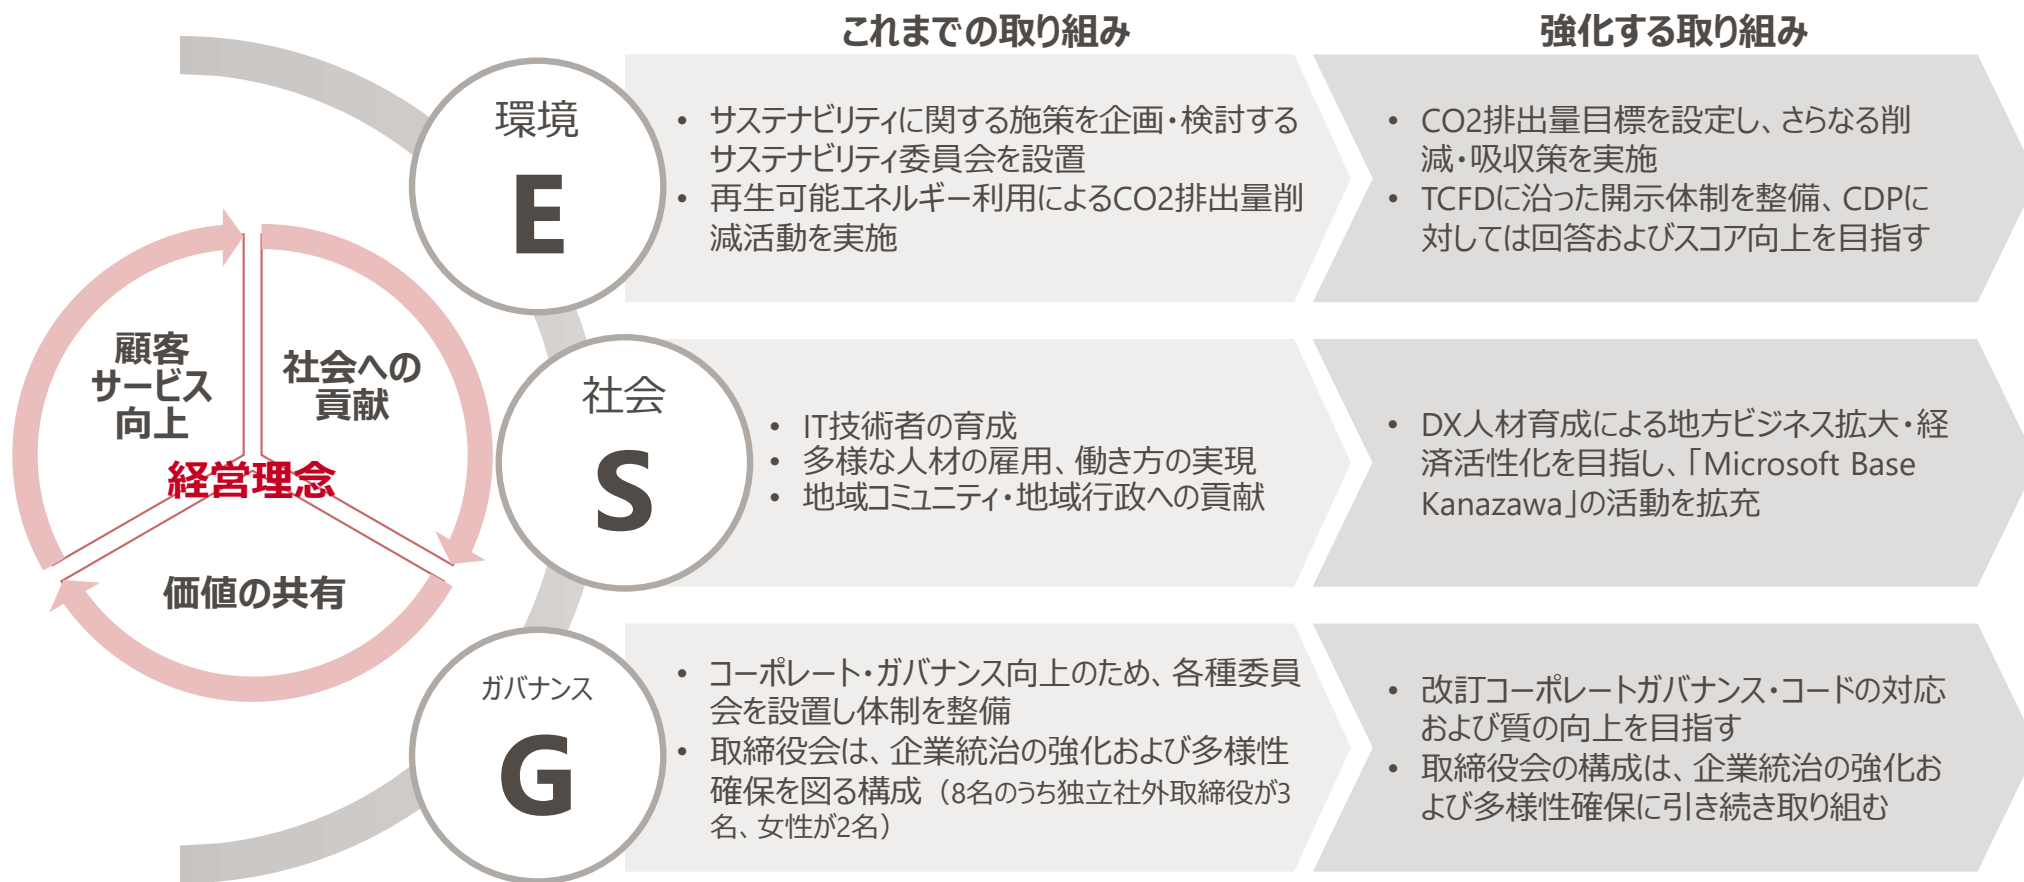 これまでの取り組み
強化する取り組み
顧客
サービス
向上
社会への
貢献
経営理念
価値の共有
環境
E
• サステナビリティに関する施策を企画・検討する
サステナビリティ委員会を設置
• 再生可能エネルギー利用によるCO2排出量削
減活動を実施
• CO2排出量目標を設定し、さらなる削
減・吸収策を実施
• TCFDに沿った開示体制を整備、CDPに
対しては回答およびスコア向上を目指す
社会
S
• IT技術者の育成
• 多様な人材の雇用、働き方の実現
• 地域コミュニティ・地域行政への貢献
• DX人材育成による地方ビジネス拡大・経
済活性化を目指し、「Microsoft Base
Kanazawa」の活動を拡充
ガバナンス
G
• コーポレート・ガバナンス向上のため、各種委員
会を設置し体制を整備
• 取締役会は、企業統治の強化および多様性
確保を図る構成（8名のうち独立社外取締役が3
名、女性が2名）
• 改訂コーポレートガバナンス・コードの対応
および質の向上を目指す
• 取締役会の構成は、企業統治の強化お
よび多様性確保に引き続き取り組む